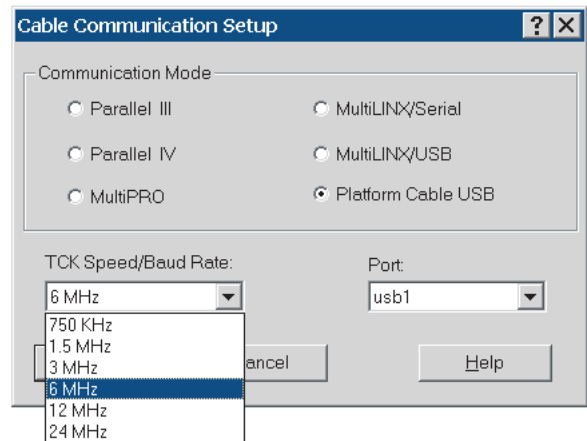 Cable Communication Setup
Communication Mode
Parallel III
MultiLINX/Serial
Parallel IV
MultiLINX/USB
MultiPRO
Platform Cable USB
TCK Speed/Baud Rate:
Port:
6 MHz
usb1
750 KHz
1.5 MHz
3 MHz
ancel
Help
6 MHz
12 MHz
24 MHz